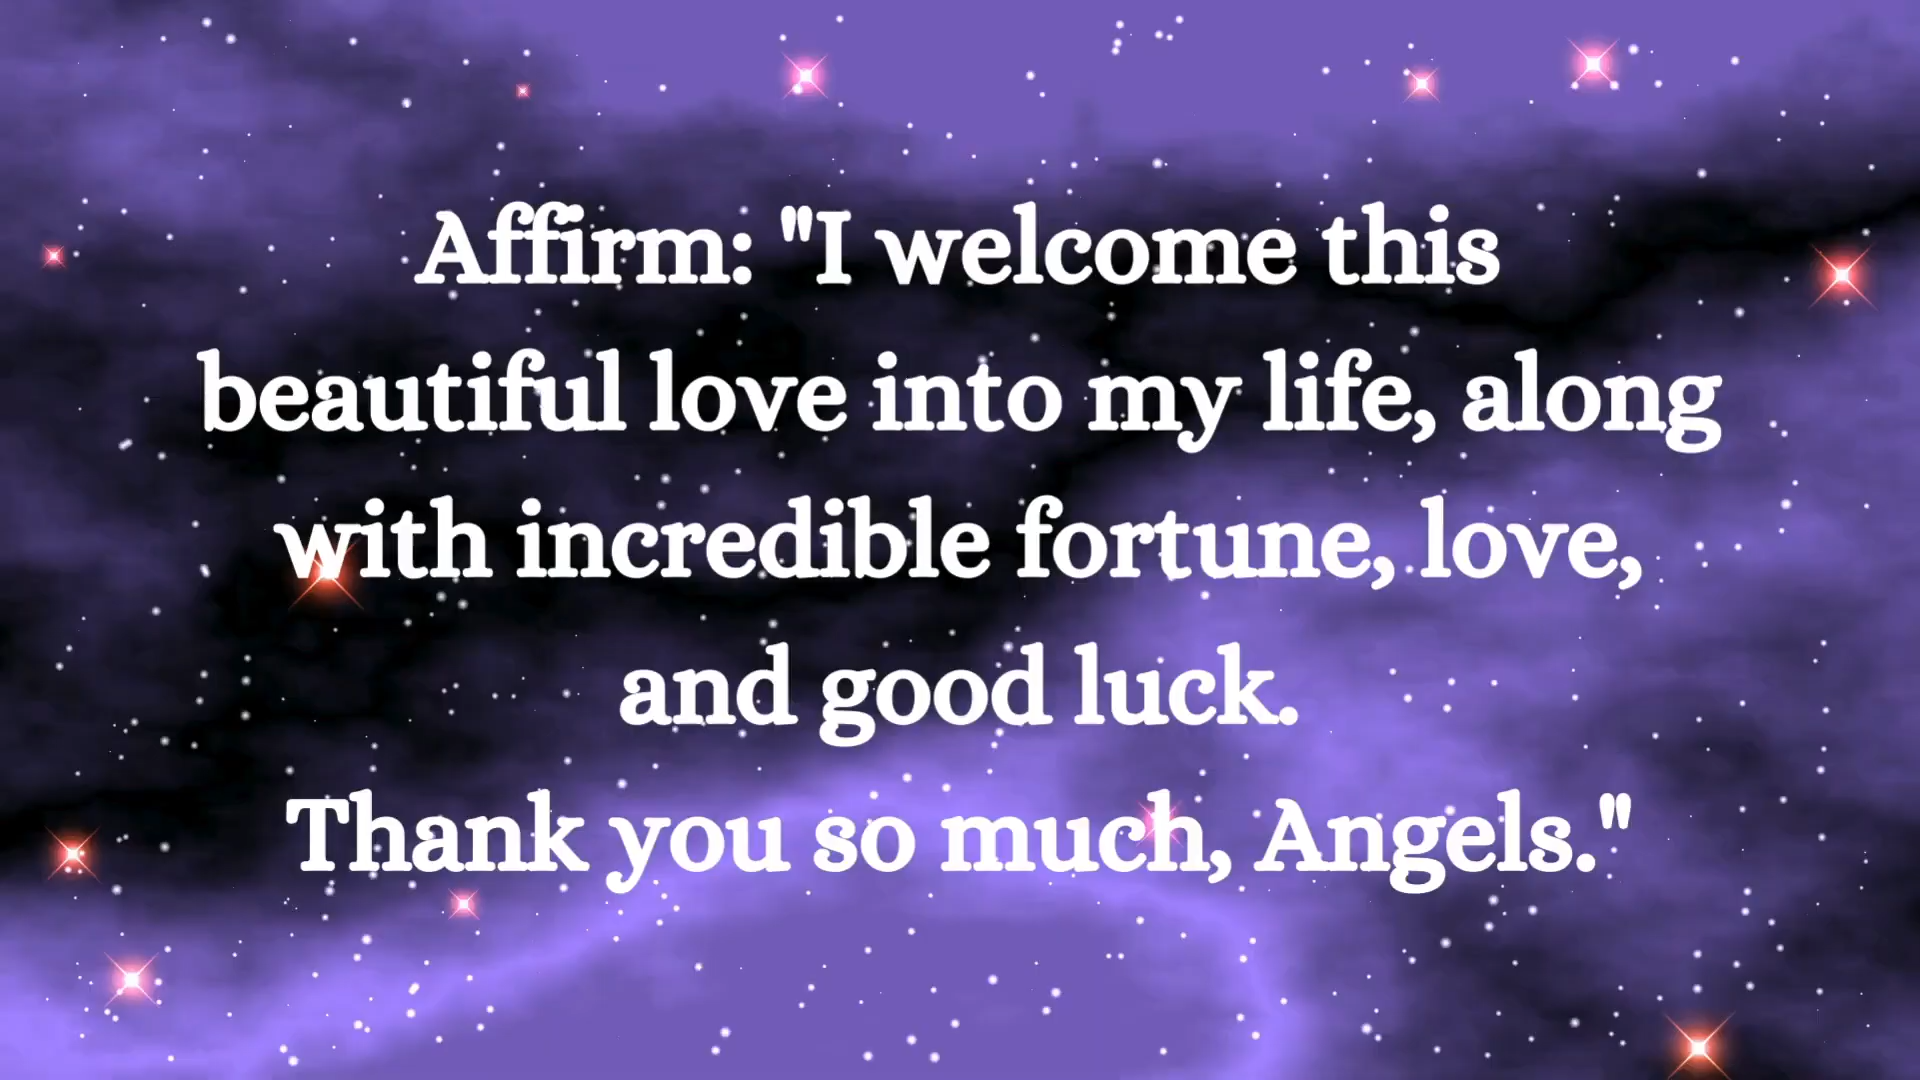 Affirm: "I welcome this
beautiful love into my life, along
with incredible fortune, love,
and good luck.
Thank you so much, Angels."